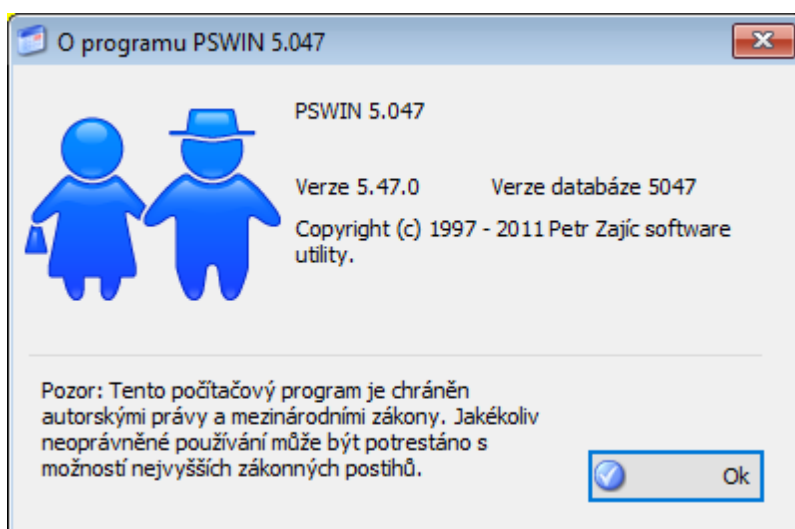 O programu PSWIN 5.047
PSWIN 5.047
Verze 5.47.0 Verze databáze 5047
Copyright (c) 1997 - 2011 Petr Zajíc software
utility.
Pozor: Tento počítačový program je chráněn
autorskými právy a mezinárodními zákony. Jakékoliv
neoprávněné používání může být potrestáno s
možností nejvyšších zákonných postihů.
Ok